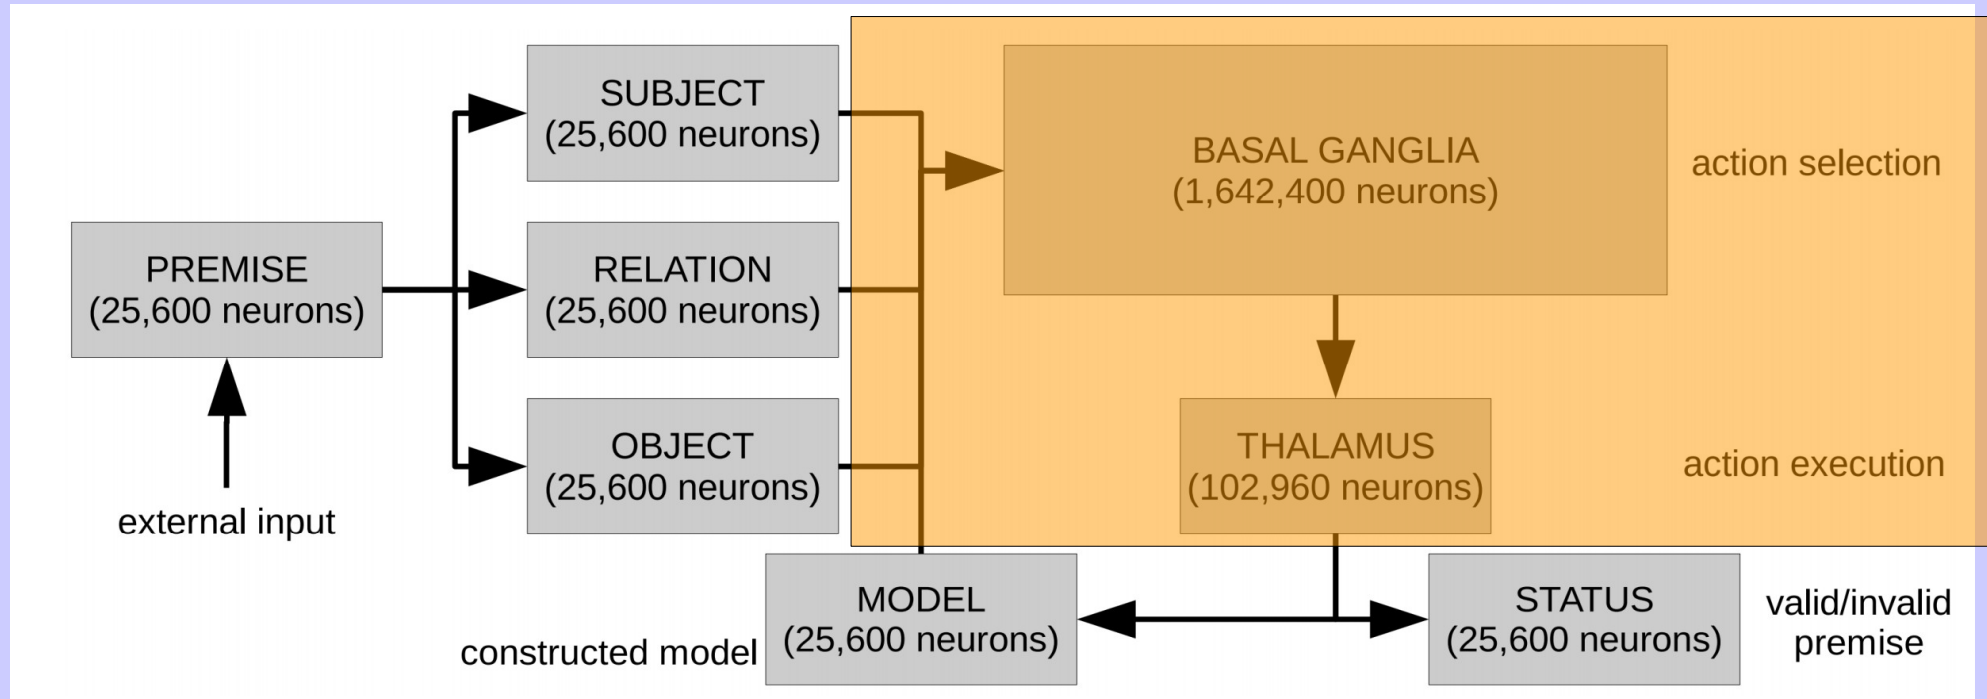 SUBJECT
(25,600 neurons)
BASAL GANGLIA
(1,642,400 neurons)
action selection
PREMISE
(25,600 neurons)
RELATION
(25,600 neurons)
OBJECT
(25,600 neurons)
THALAMUS
(102,960 neurons)
action execution
external input
MODEL
(25,600 neurons)
constructed model
STATUS
(25,600 neurons)
valid/invalid
premise